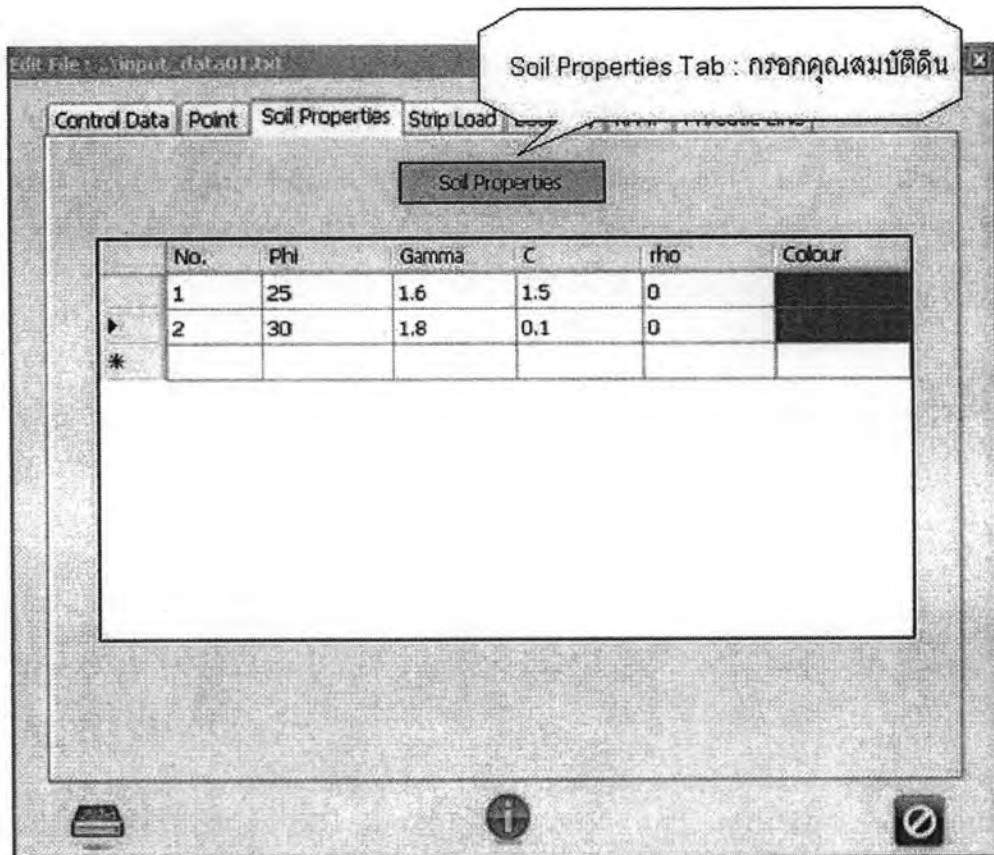 Soil Properties Tab : กรอกคุณสมบัติดิน
Edit File : ..\input_data01.txt
Control Data Point Soil Properties Strip Load
Soil Properties
No. Phi Gamma C rho Colour
1 25 1.6 1.5 0
2 30 1.8 0.1 0